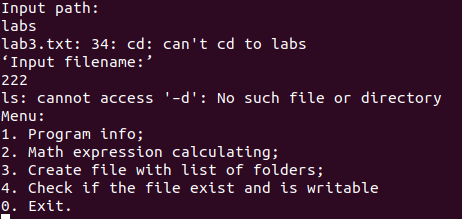 Input path:
labs
lab3.txt: 34: cd: can't cd to labs
‘Input filename:’
222
ls: cannot access '–d': No such file or directory
Menu:
1. Program info;
2. Math expression calculating;
3. Create file with list of folders;
4. Check if the file exist and is writable
0. Exit.